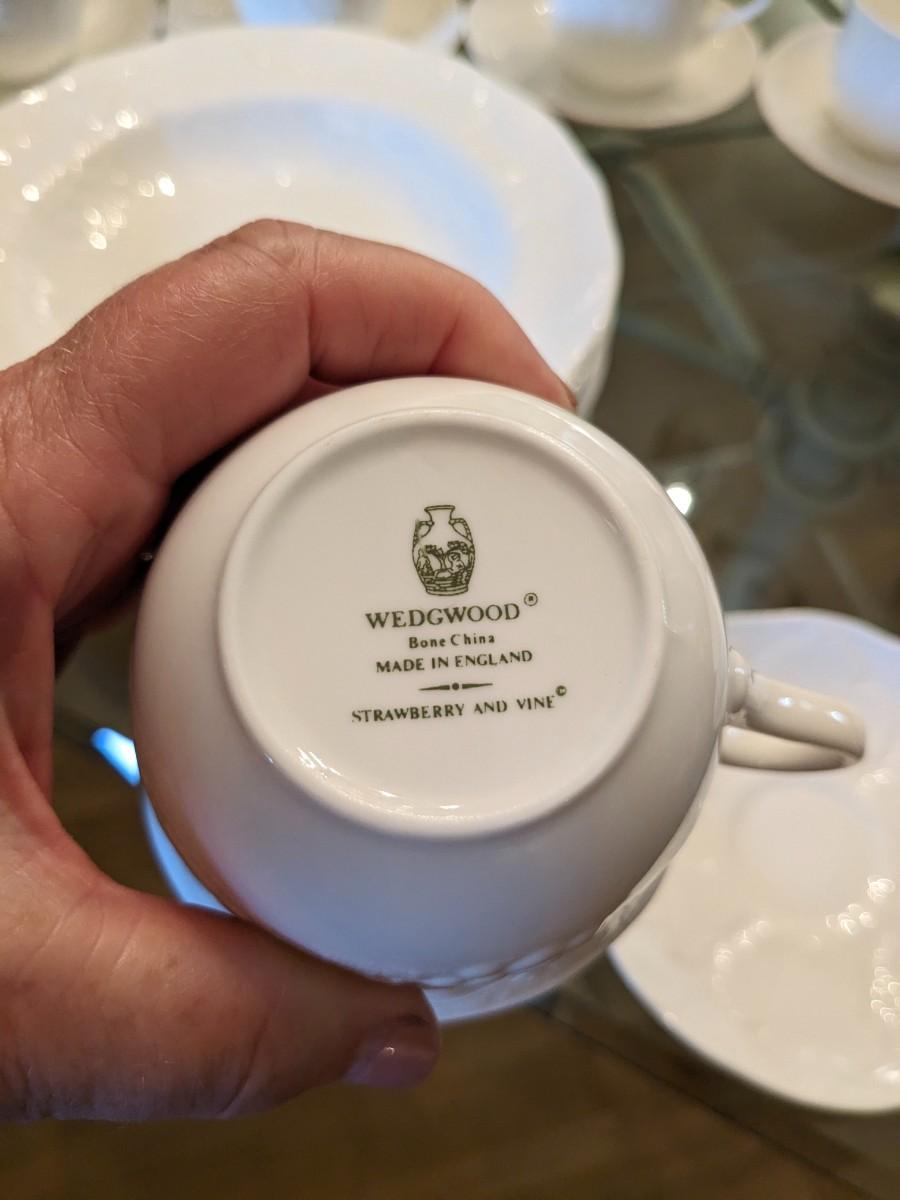 WEDGWOOD®
Bone China
MADE IN ENGLAND
STRAWBERRY AND VINE©